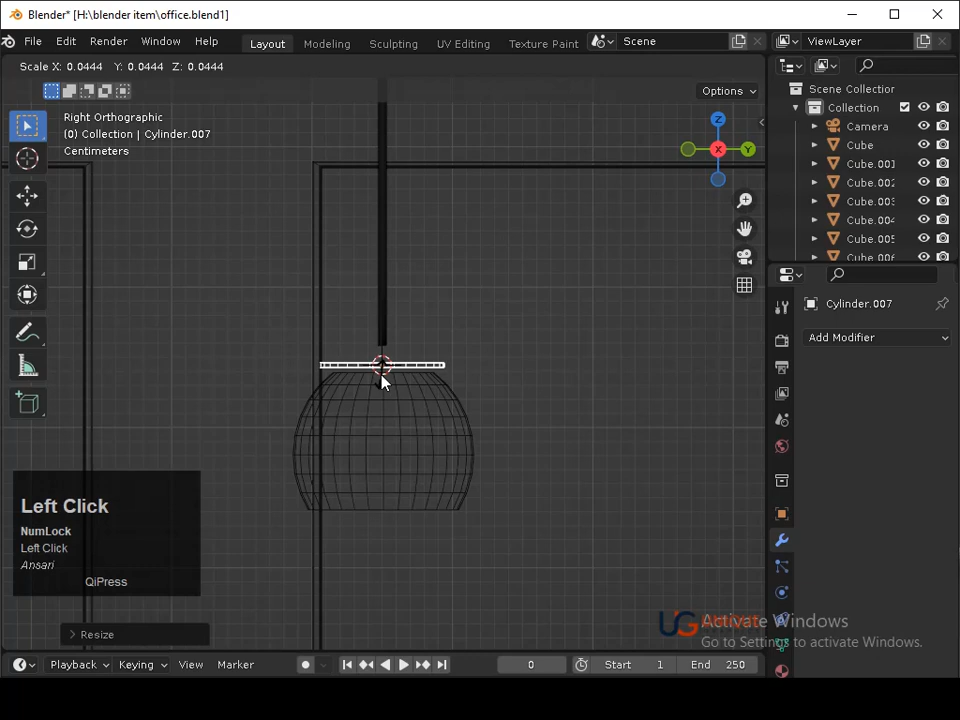 Blender* [H:\blender item\office.blend1]
File Edit Render Window Help Layout Modeling Sculpting UV Editing Texture Paint Scene ViewLayer
Scale X: 0.0444 Y: 0.0444 Z: 0.0444
Options
Right Orthographic
(0) Collection | Cylinder.007
Centimeters
Z
X
Y
Scene Collection
Collection
Camera
Cube
Cube.001
Cube.002
Cube.003
Cube.004
Cube.005
Cube.006
Cylinder.007
Add Modifier
Left Click
NumLock
Left Click
Ansari
QiPress
Resize
UG
Activate Windows
Go to Settings to activate Windows.
Playback Keying View Marker 0 Start 1 End 250